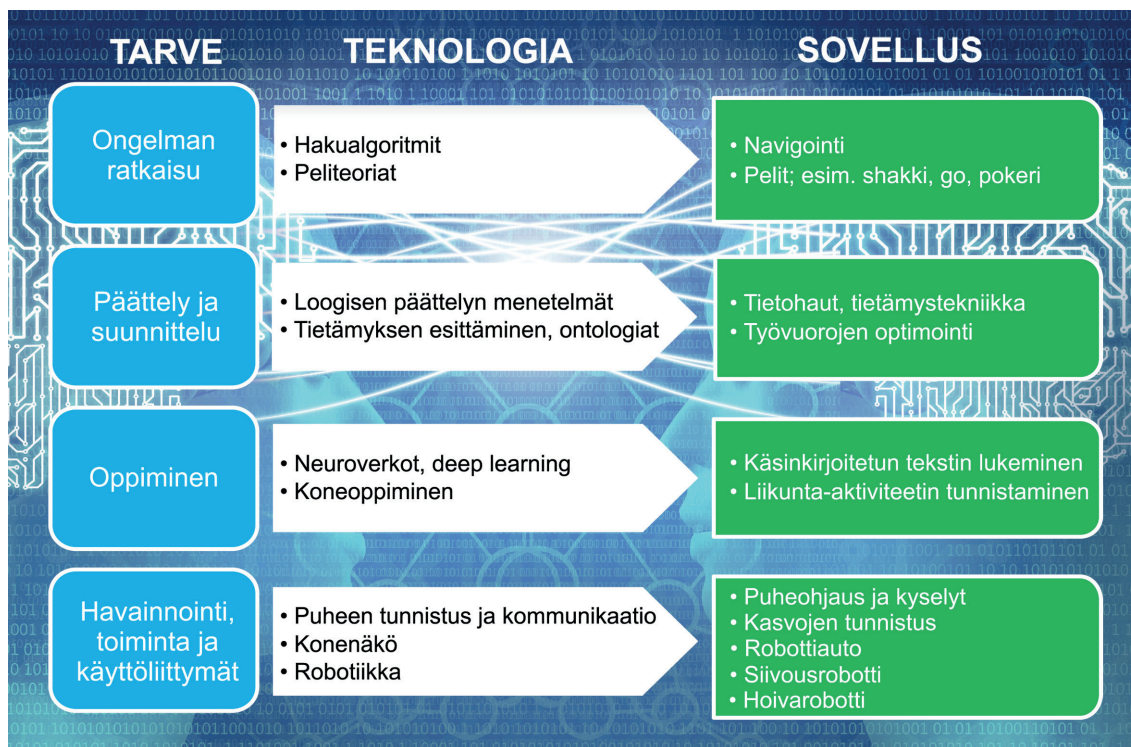 TARVE
TEKNOLOGIA
SOVELLUS
Ongelman
ratkaisu
• Hakualgoritmit
• Peliteoriat
• Navigointi
• Pelit; esim. shakki, go, pokeri
Päättely ja
suunnittelu
• Loogisen päättelyn menetelmät
• Tietämyksen esittäminen, ontologiat
• Tietohaut, tietämystekniikka
• Työvuorojen optimointi
Oppiminen
• Neuroverkot, deep learning
• Koneoppiminen
• Käsinkirjoitetun tekstin lukeminen
• Liikunta-aktiviteetin tunnistaminen
Havainnointi,
toiminta ja
käyttöliittymät
• Puheen tunnistus ja kommunikaatio
• Konenäkö
• Robotiikka
• Puheohjaus ja kyselyt
• Kasvojen tunnistus
• Robottiauto
• Siivousrobotti
• Hoivarobotti